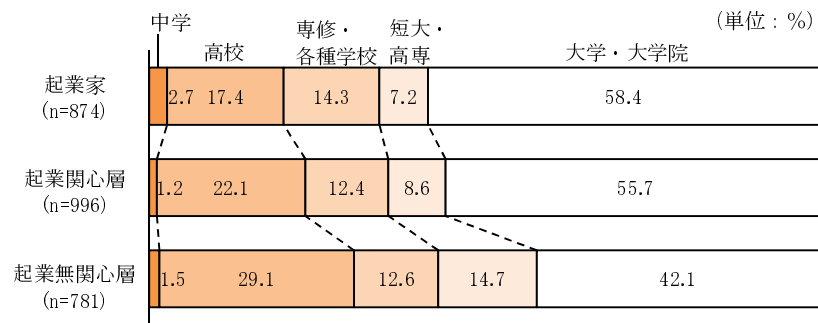 (単位:%)
中学
高校
専修・
各種学校
短大・
高専
大学・大学院
起業家
(n=874)
2.7 17.4 14.3 7.2 58.4
起業関心層
(n=996)
1.2 22.1 12.4 8.6 55.7
起業無関心層
(n=781)
1.5 29.1 12.6 14.7 42.1